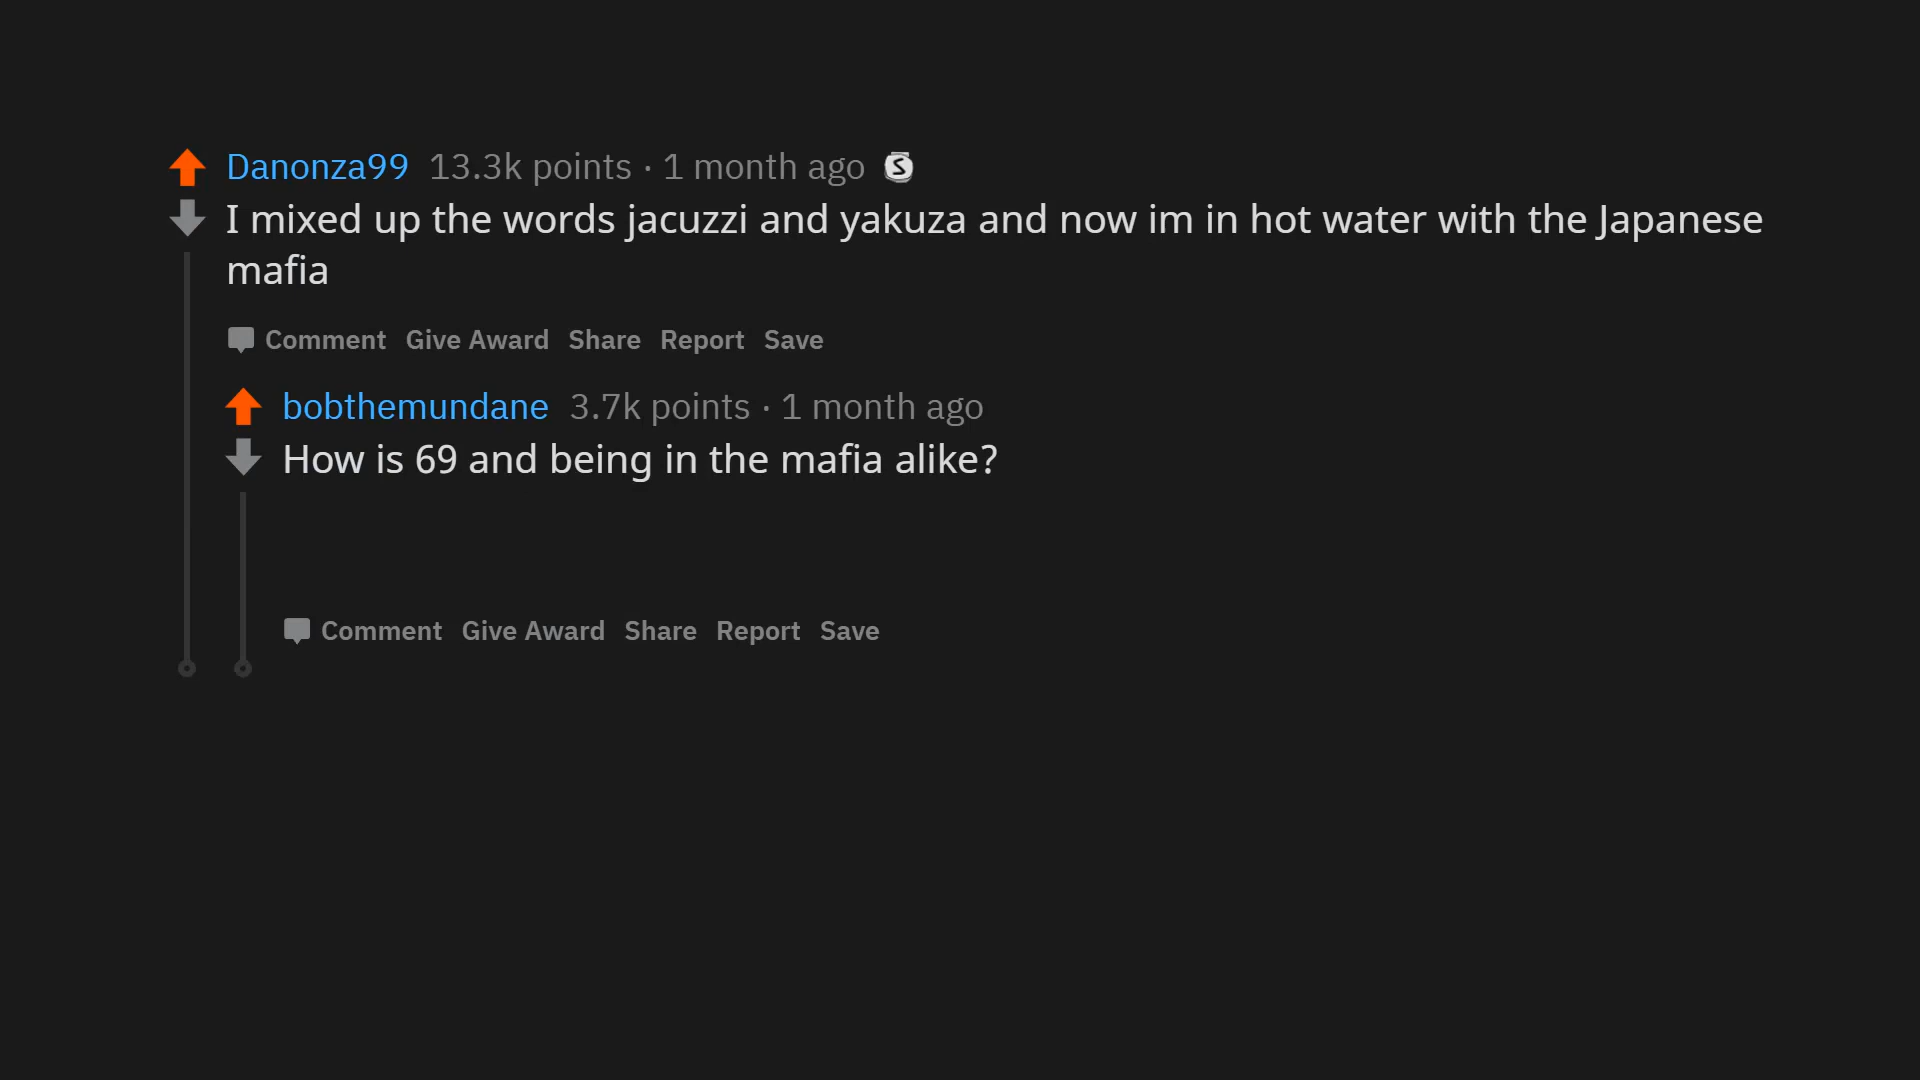 Danonza99 13.3k points · 1 month ago S
I mixed up the words jacuzzi and yakuza and now im in hot water with the Japanese
mafia
Comment Give Award Share Report Save
bobthemundane 3.7k points · 1 month ago
How is 69 and being in the mafia alike?
Comment Give Award Share Report Save